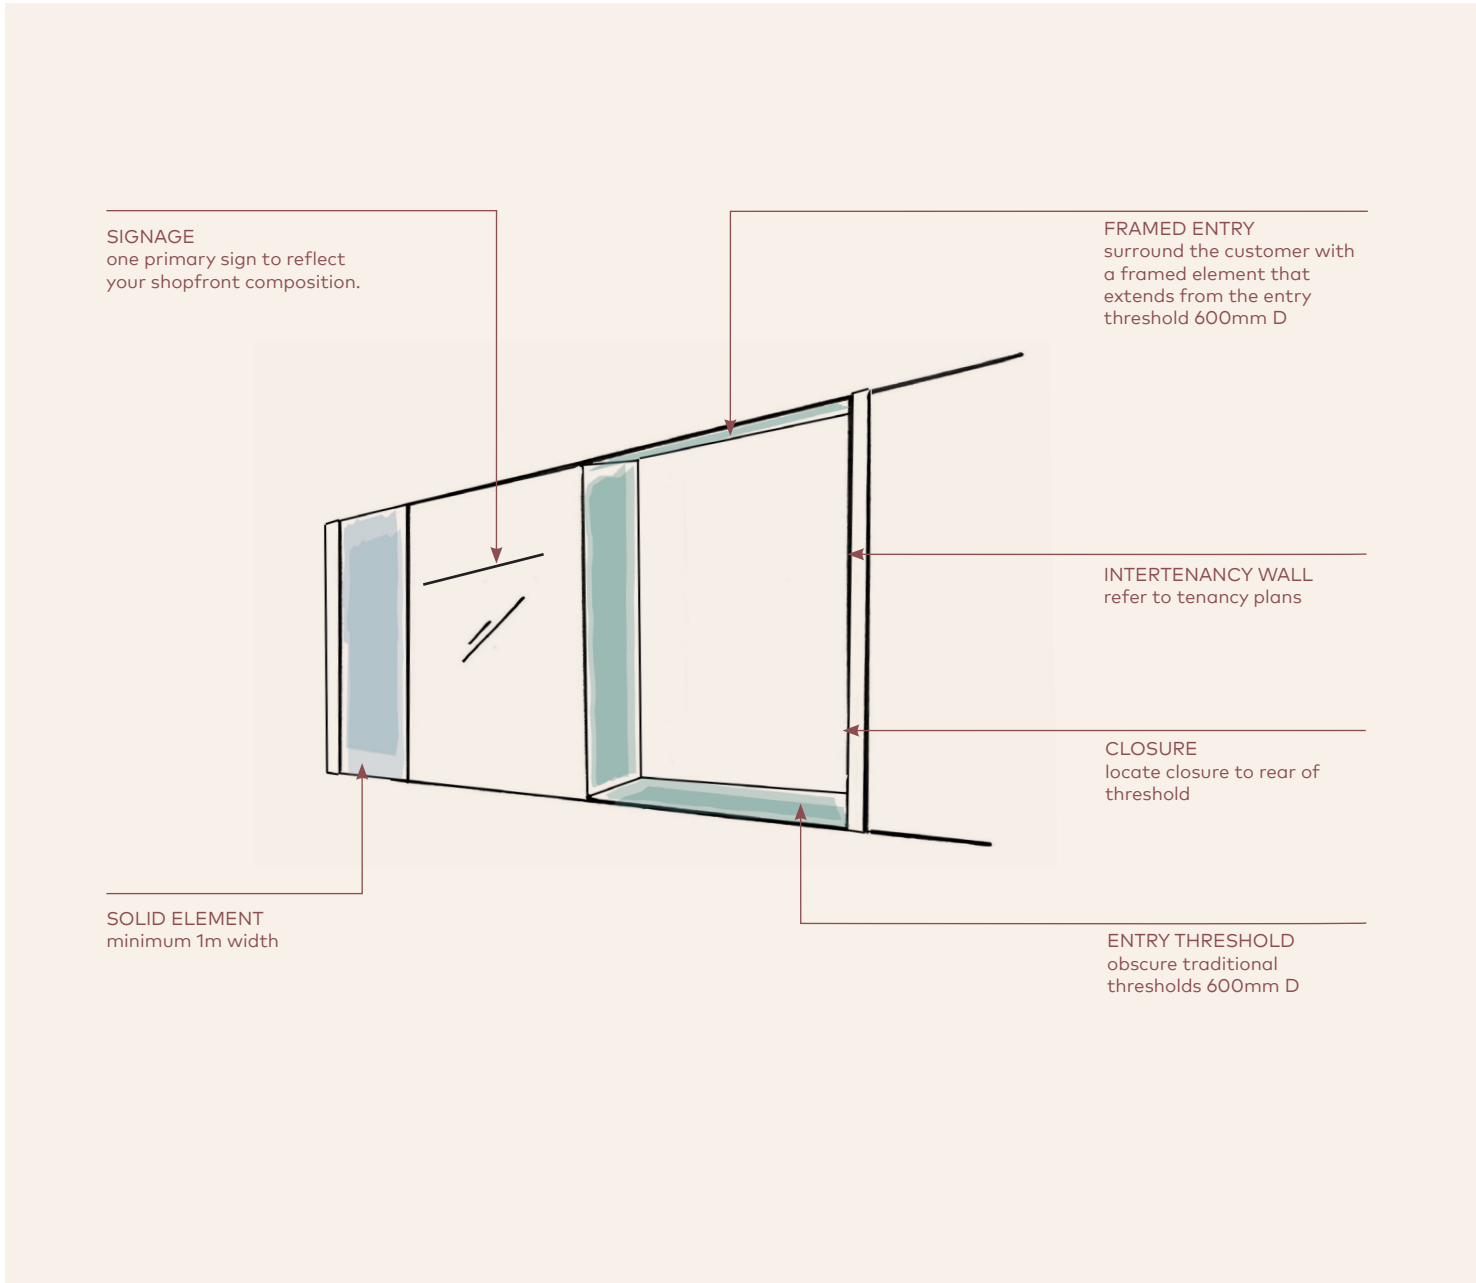 SIGNAGE
one primary sign to reflect
your shopfront composition.
FRAMED ENTRY
surround the customer with
a framed element that
extends from the entry
threshold 600mm D
INTERTENANCY WALL
refer to tenancy plans
CLOSURE
locate closure to rear of
threshold
SOLID ELEMENT
minimum 1m width
ENTRY THRESHOLD
obscure traditional
thresholds 600mm D